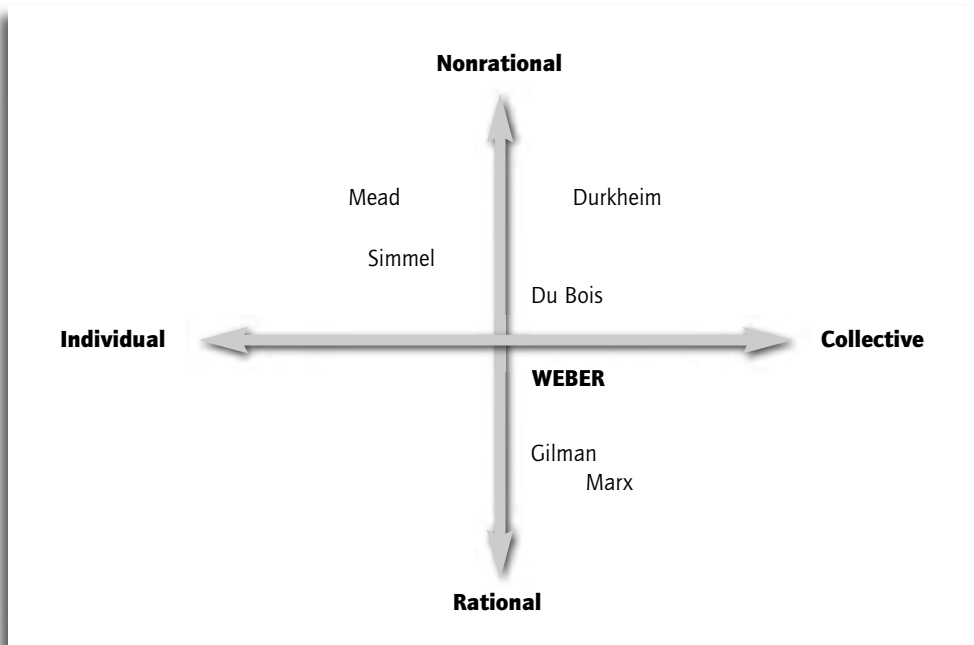 Nonrational
Mead
Durkheim
Simmel
Du Bois
Individual
Collective
WEBER
Gilman
Marx
Rational